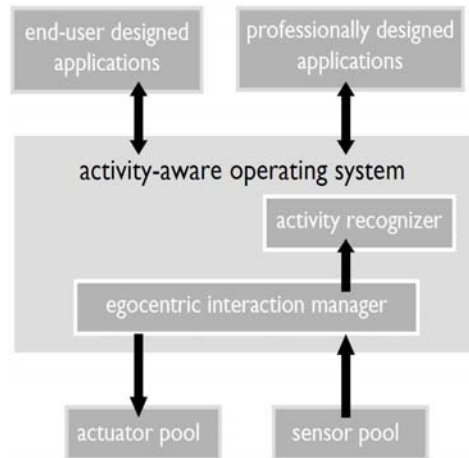 end-user designed
applications
professionally designed
applications
activity-aware operating system
activity recognizer
egocentric interaction manager
actuator pool
sensor pool